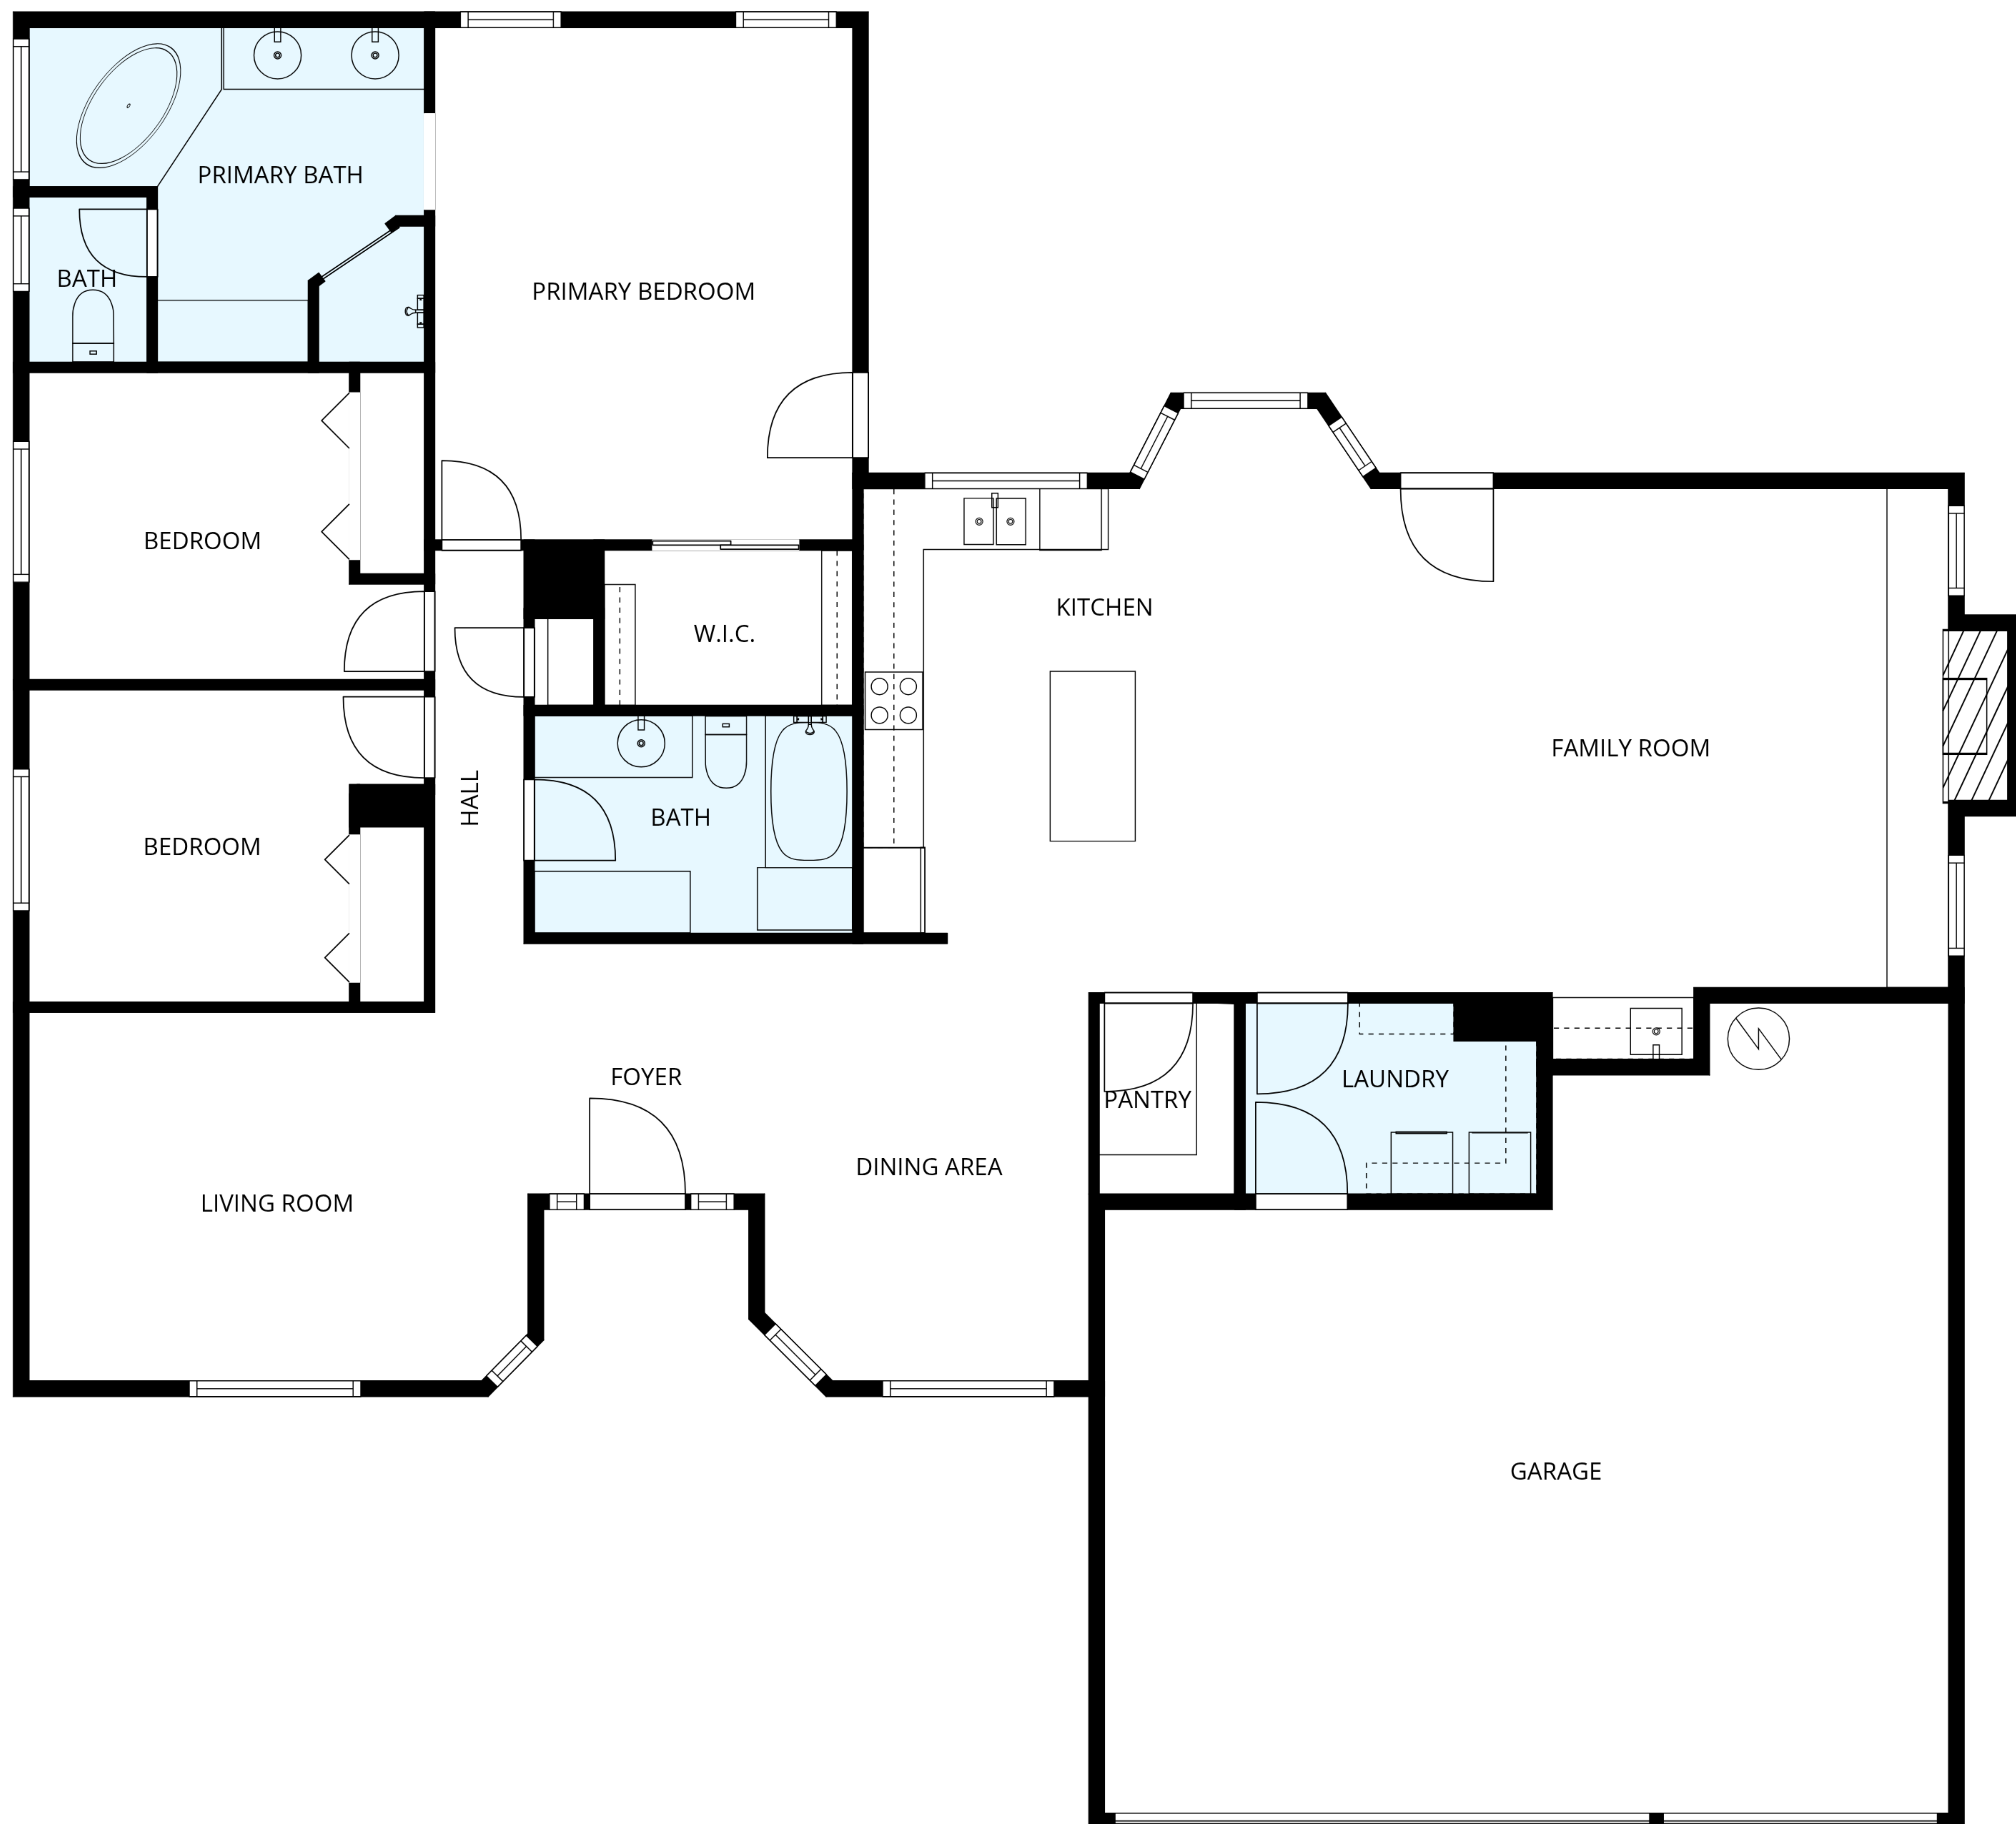 PRIMARY BATH
BATH
PRIMARY BEDROOM
BEDROOM
W.I.C.
KITCHEN
FAMILY ROOM
HALL
BATH
BEDROOM
FOYER
PANTRY
LAUNDRY
DINING AREA
LIVING ROOM
GARAGE